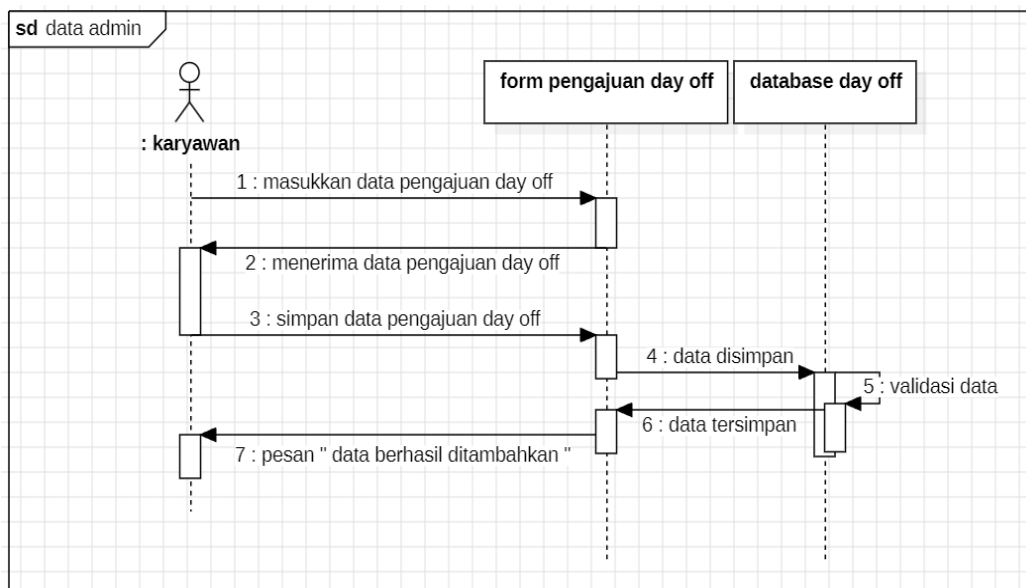 sd data admin
form pengajuan day off
database day off
: karyawan
1 : masukkan data pengajuan day off
2 : menerima data pengajuan day off
3 : simpan data pengajuan day off
4 : data disimpan
5 : validasi data
6 : data tersimpan
7 : pesan " data berhasil ditambahkan "